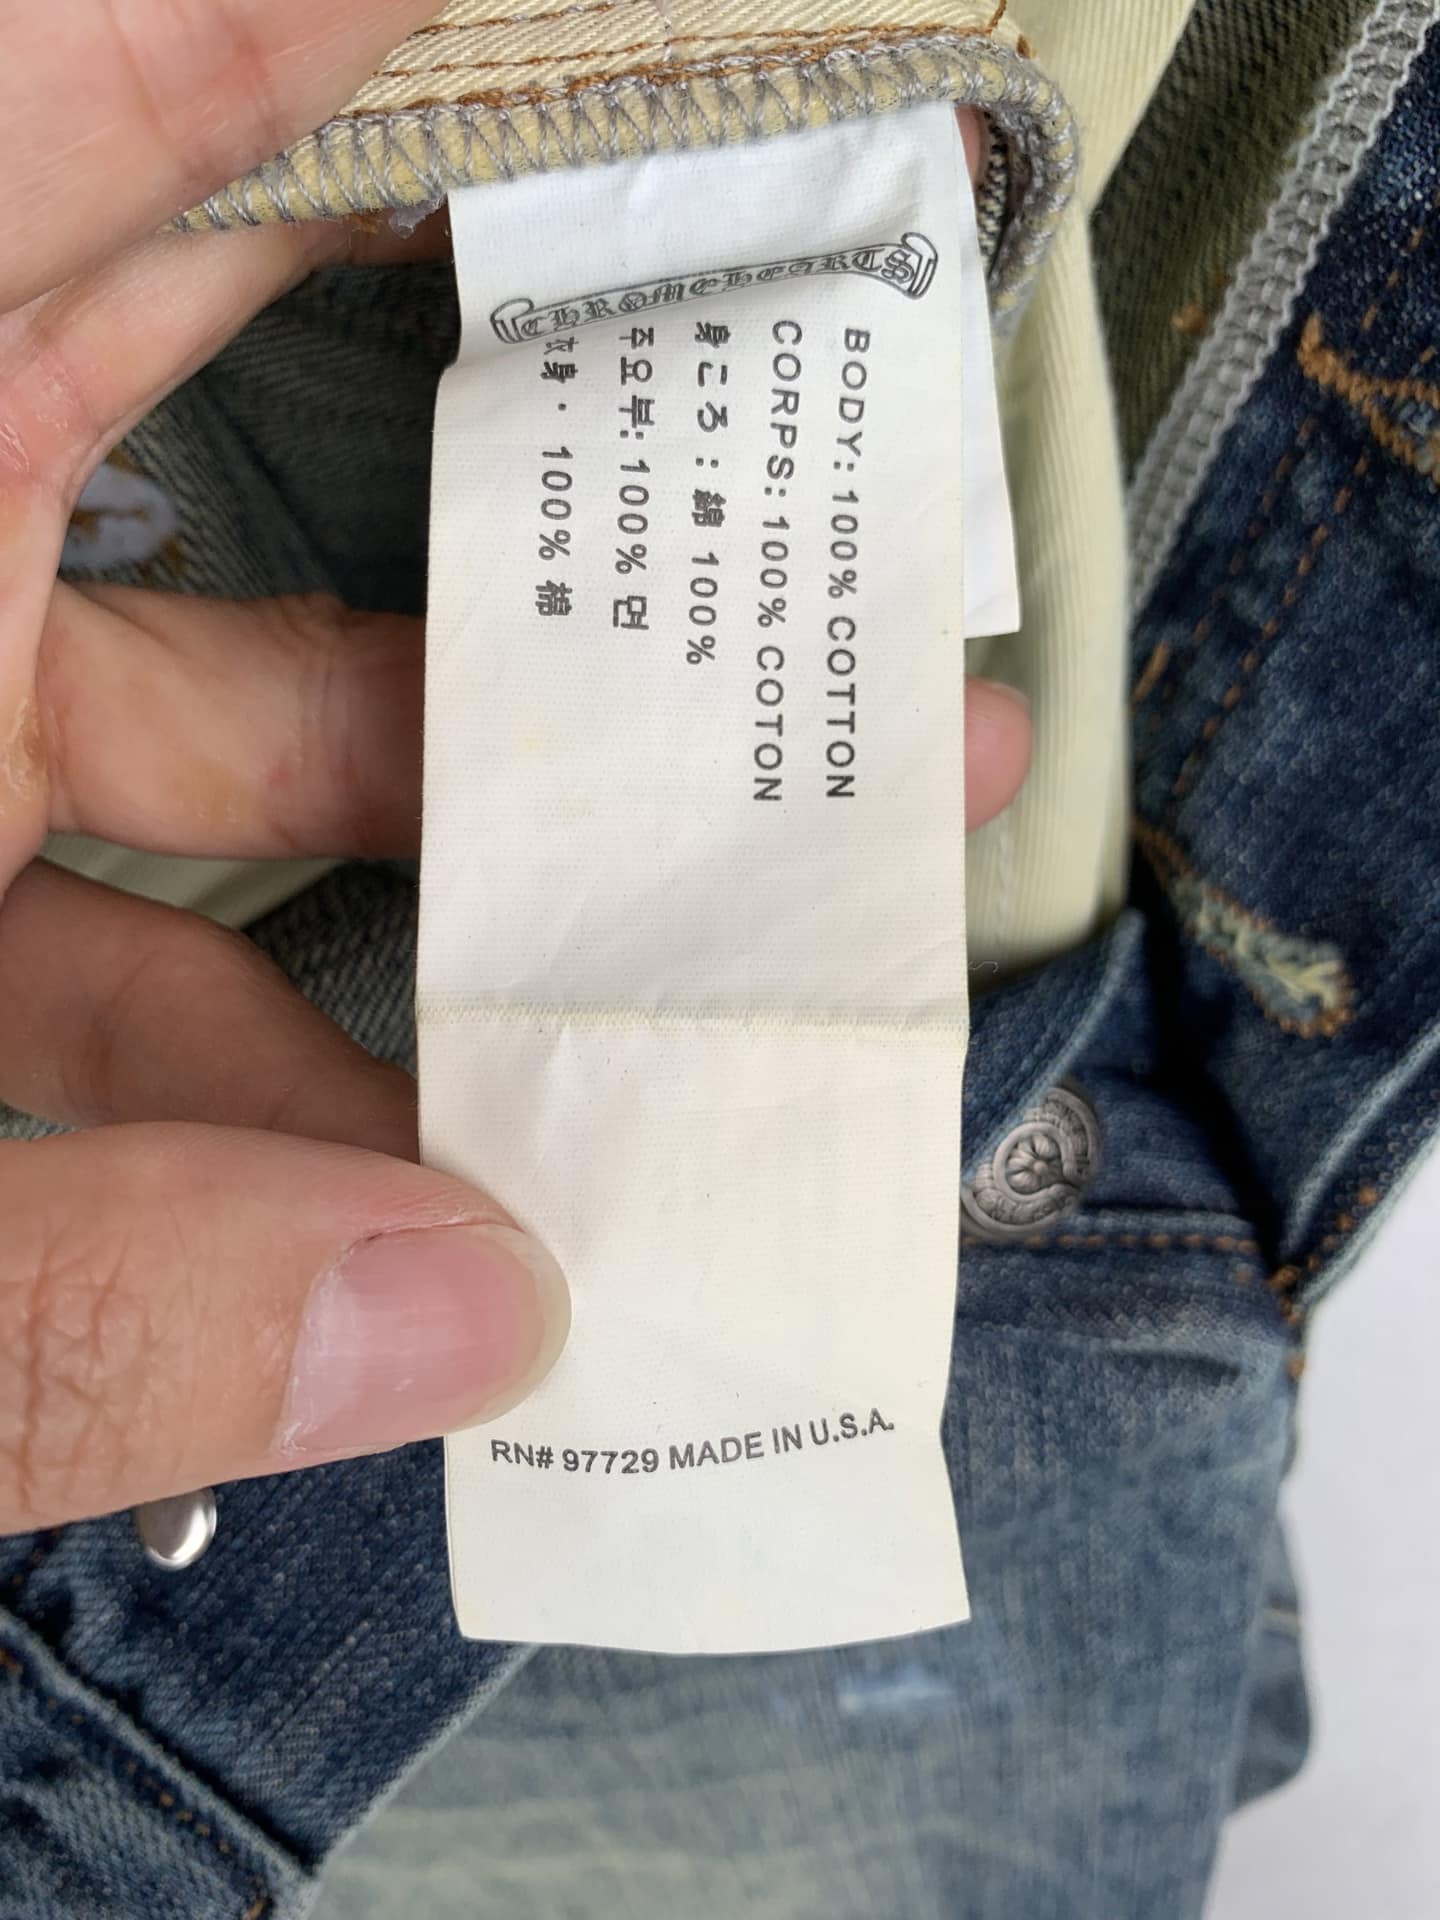 CHROME HEARTS
BODY: 100% COTTON
CORPS: 100% COTON
身ころ : 綿 100%
주요부: 100% 면
衣身 · 100% 棉
RN# 97729 MADE IN U.S.A.